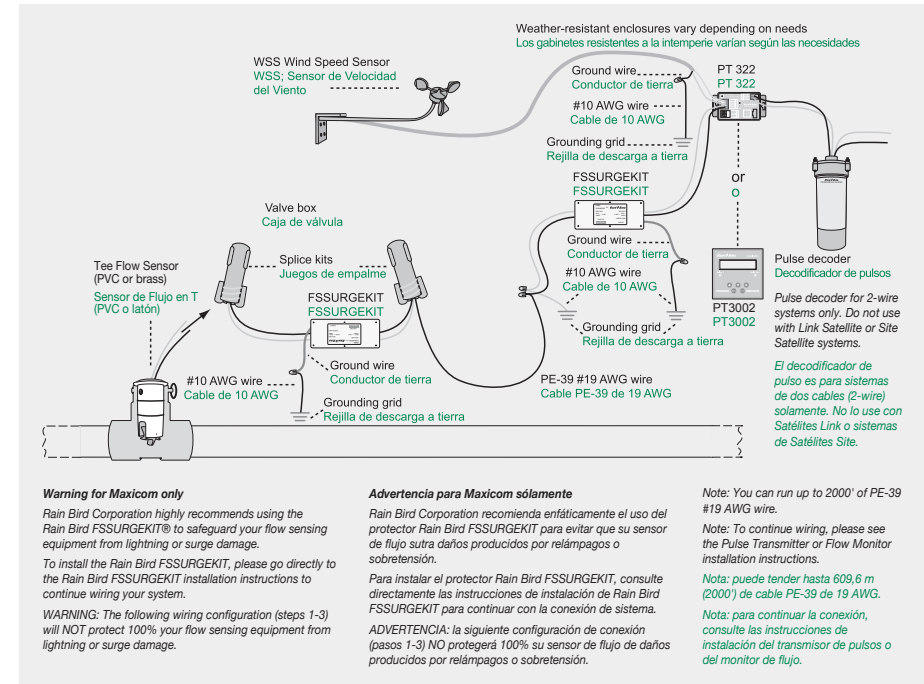 Weather-resistant enclosures vary depending on needs
Los gabinetes resistentes a la intemperie varían según las necesidades
WSS Wind Speed Sensor
WSS; Sensor de Velocidad
del Viento
Ground wire
Conductor de tierra
PT 322
PT 322
#10 AWG wire
Cable de 10 AWG
Grounding grid
Rejilla de descarga a tierra
FSSURGEKIT
FSSURGEKIT
or
o
Valve box
Caja de válvula
Ground wire
Conductor de tierra
Splice kits
Juegos de empalme
Tee Flow Sensor
(PVC or brass)
Sensor de Flujo en T
(PVC o latón)
#10 AWG wire
Cable de 10 AWG
Pulse decoder
Decodificador de pulsos
FSSURGEKIT
FSSURGEKIT
PT3002
PT3002
Pulse decoder for 2-wire
systems only. Do not use
with Link Satellite or Site
Satellite systems.
Grounding grid
Rejilla de descarga a tierra
Ground wire
Conductor de tierra
El decodificador de
pulso es para sistemas
de dos cables (2-wire)
solamente. No lo use con
Satélites Link o sistemas
de Satélites Site.
#10 AWG wire
Cable de 10 AWG
PE-39 #19 AWG wire
Cable PE-39 de 19 AWG
Grounding grid
Rejilla de descarga a tierra
Warning for Maxicom only
Rain Bird Corporation highly recommends using the
Rain Bird FSSURGEKIT® to safeguard your flow sensing
equipment from lightning or surge damage.
To install the Rain Bird FSSURGEKIT, please go directly to
the Rain Bird FSSURGEKIT installation instructions to
continue wiring your system.
WARNING: The following wiring configuration (steps 1-3)
will NOT protect 100% your flow sensing equipment from
lightning or surge damage.
Advertencia para Maxicom sólamente
Rain Bird Corporation recomienda enfáticamente el uso del
protector Rain Bird FSSURGEKIT para evitar que su sensor
de flujo sutra daños producidos por relámpagos o
sobretensión.
Para instalar el protector Rain Bird FSSURGEKIT, consulte
directamente las instrucciones de instalación de Rain Bird
FSSURGEKIT para continuar con la conexión de sistema.
ADVERTENCIA: la siguiente configuración de conexión
(pasos 1-3) NO protegerá 100% su sensor de flujo de daños
producidos por relámpagos o sobretensión.
Note: You can run up to 2000' of PE-39
#19 AWG wire.
Note: To continue wiring, please see
the Pulse Transmitter or Flow Monitor
installation instructions.
Nota: puede tender hasta 609,6 m
(2000') de cable PE-39 de 19 AWG.
Nota: para continuar la conexión,
consulte las instrucciones de
instalación del transmisor de pulsos o
del monitor de flujo.